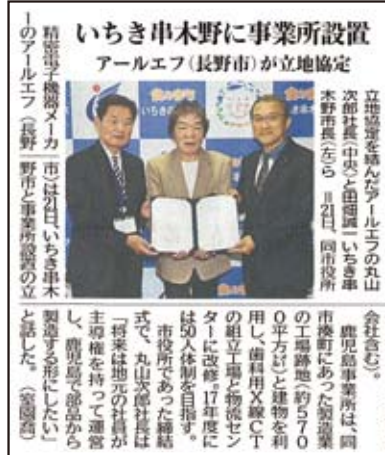 いちき串木野に事業所設置
アールエフ(長野市)が立地協定
立地協定を結んだアールエフの丸山
次郎社長(中央)と田畑誠一いちき串
木野市長(左)ら =21日、同市役所
精密電子機器メーカ
ーのアールエフ(長野
市)は21日、いちき串木
野市と事業所設置の立
会社含む)。
鹿児島事業所は、同
市湊町にあった製造業
の工場跡地(約570
0平方㍍)と建物を利
用し、歯科用X線CT
の組立工場と物流セン
ターに改修。17年度に
は50人体制を目指す。
市役所であった締結
式で、丸山次郎社長は
「将来は地元の社員が
主導権を持って運営
し、鹿児島で部品から
製造する形にしたい」
と話した。